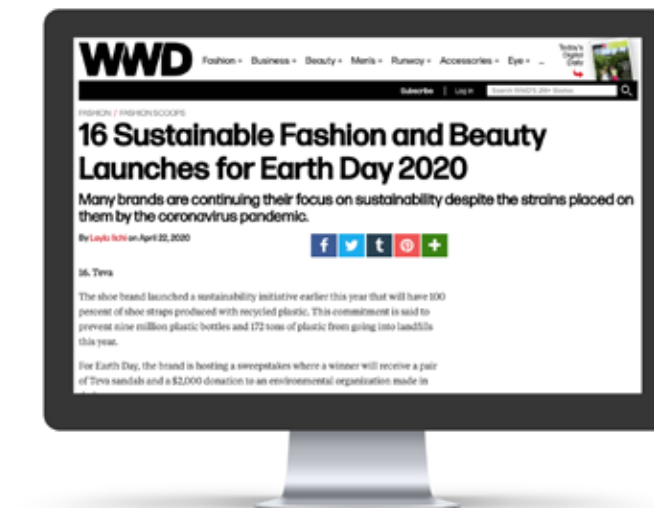 WWD
Fashion + Business + Beauty + Men's + Runway + Accessories + Eye + ...
Today's
Digital
Daily
Subscribe | Log In
FASHION / FASHION SCOOPS
16 Sustainable Fashion and Beauty
Launches for Earth Day 2020
Many brands are continuing their focus on sustainability despite the strains placed on
them by the coronavirus pandemic.
By Layla Ilchi on April 22, 2020
f t +
16. Teva
The shoe brand launched a sustainability initiative earlier this year that will have 100
percent of shoe straps produced with recycled plastic. This commitment is said to
prevent nine million plastic bottles and 172 tons of plastic from going into landfills
this year.
For Earth Day, the brand is hosting a sweepstakes where a winner will receive a pair
of Teva sandals and a $2,000 donation to an environmental organization made in